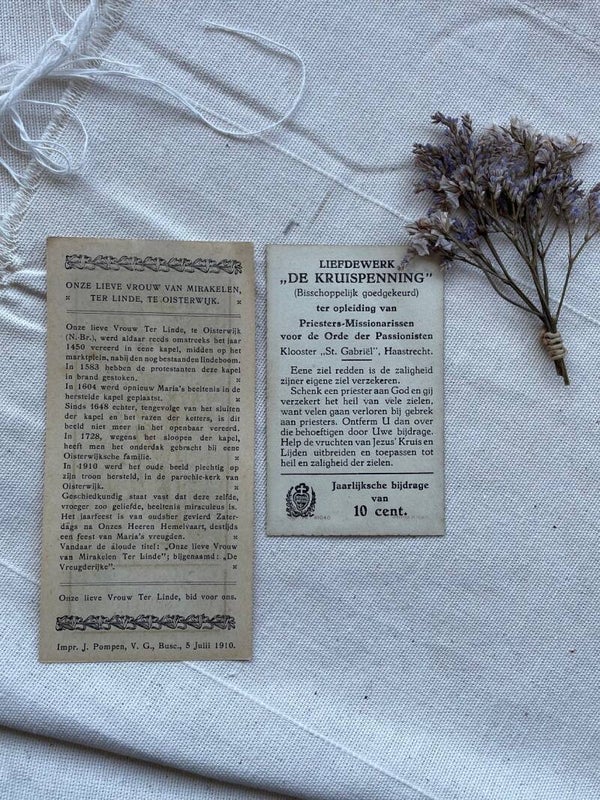 ONZE LIEVE VROUW VAN MIRAKELEN,
TER LINDE, TE OISTERWIJK.
Onze lieve Vrouw Ter Linde, te Oisterwijk
(N.-Br.), werd aldaar reeds omstreeks het jaar
1450 vereerd in eene kapel, midden op het
marktplein, nabij den nog bestaanden lindeboom.
In 1583 hebben de protestanten deze kapel
in brand gestoken.
In 1604 werd opnieuw Maria's beeltenis in de
herstelde kapel geplaatst.
Sinds 1648 echter, tengevolge van het sluiten
der kapel en het razen der ketters, is dit
beeld niet meer in het openbaar vereerd.
In 1728, wegens het sloopen der kapel,
heeft men het onderdak gebracht bij eene
Oisterwijksche familie.
In 1910 werd het oude beeld plechtig op
zijn troon hersteld, in de parochie-kerk van
Oisterwijk.
Geschiedkundig staat vast dat deze zelfde,
vroeger zoo geliefde, beeltenis miraculeus is.
Het jaarfeest is van oudsher gevierd Zater-
dags na Onzes Heeren Hemelvaart, destijds
een feest van Maria's vreugden.
Vandaar de áloude titel: „Onze lieve Vrouw
van Mirakelen Ter Linde"; bijgenaamd: „De
Vreugderijke".
Onze lieve Vrouw Ter Linde, bid voor ons.
Impr. J. Pompen, V. G., Busc., 5 Julii 1910.
LIEFDEWERK
„DE KRUISPENNING"
(Bisschoppelijk goedgekeurd)
ter opleiding van
Priesters-Missionarissen
voor de Orde der Passionisten
Klooster „St. Gabriël", Haastrecht.
Eene ziel redden is de zaligheid
zijner eigene ziel verzekeren.
Schenk een priester aan God en gij
verzekert het heil van vele zielen,
want velen gaan verloren bij gebrek
aan priesters. Ontferm U dan over
die behoeftigen door Uwe bijdrage.
Help de vruchten van Jezus' Kruis en
Lijden uitbreiden en toepassen tot
heil en zaligheid der zielen.
Jaarlijksche bijdrage
van
10 cent.